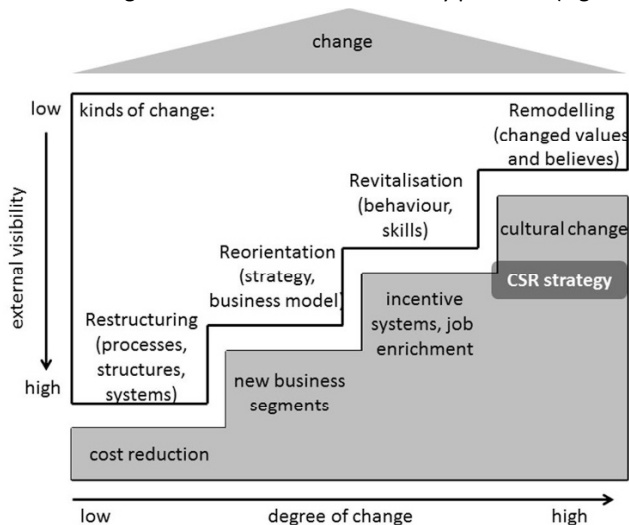 change
low
kinds of change:
Remodelling
(changed values
and believes)
Revitalisation
(behaviour,
skills)
cultural change
Reorientation
(strategy,
business model)
CSR strategy
external visibility
incentive
systems, job
enrichment
Restructuring
(processes,
structures,
systems)
new business
segments
high
cost reduction
low
degree of change
high